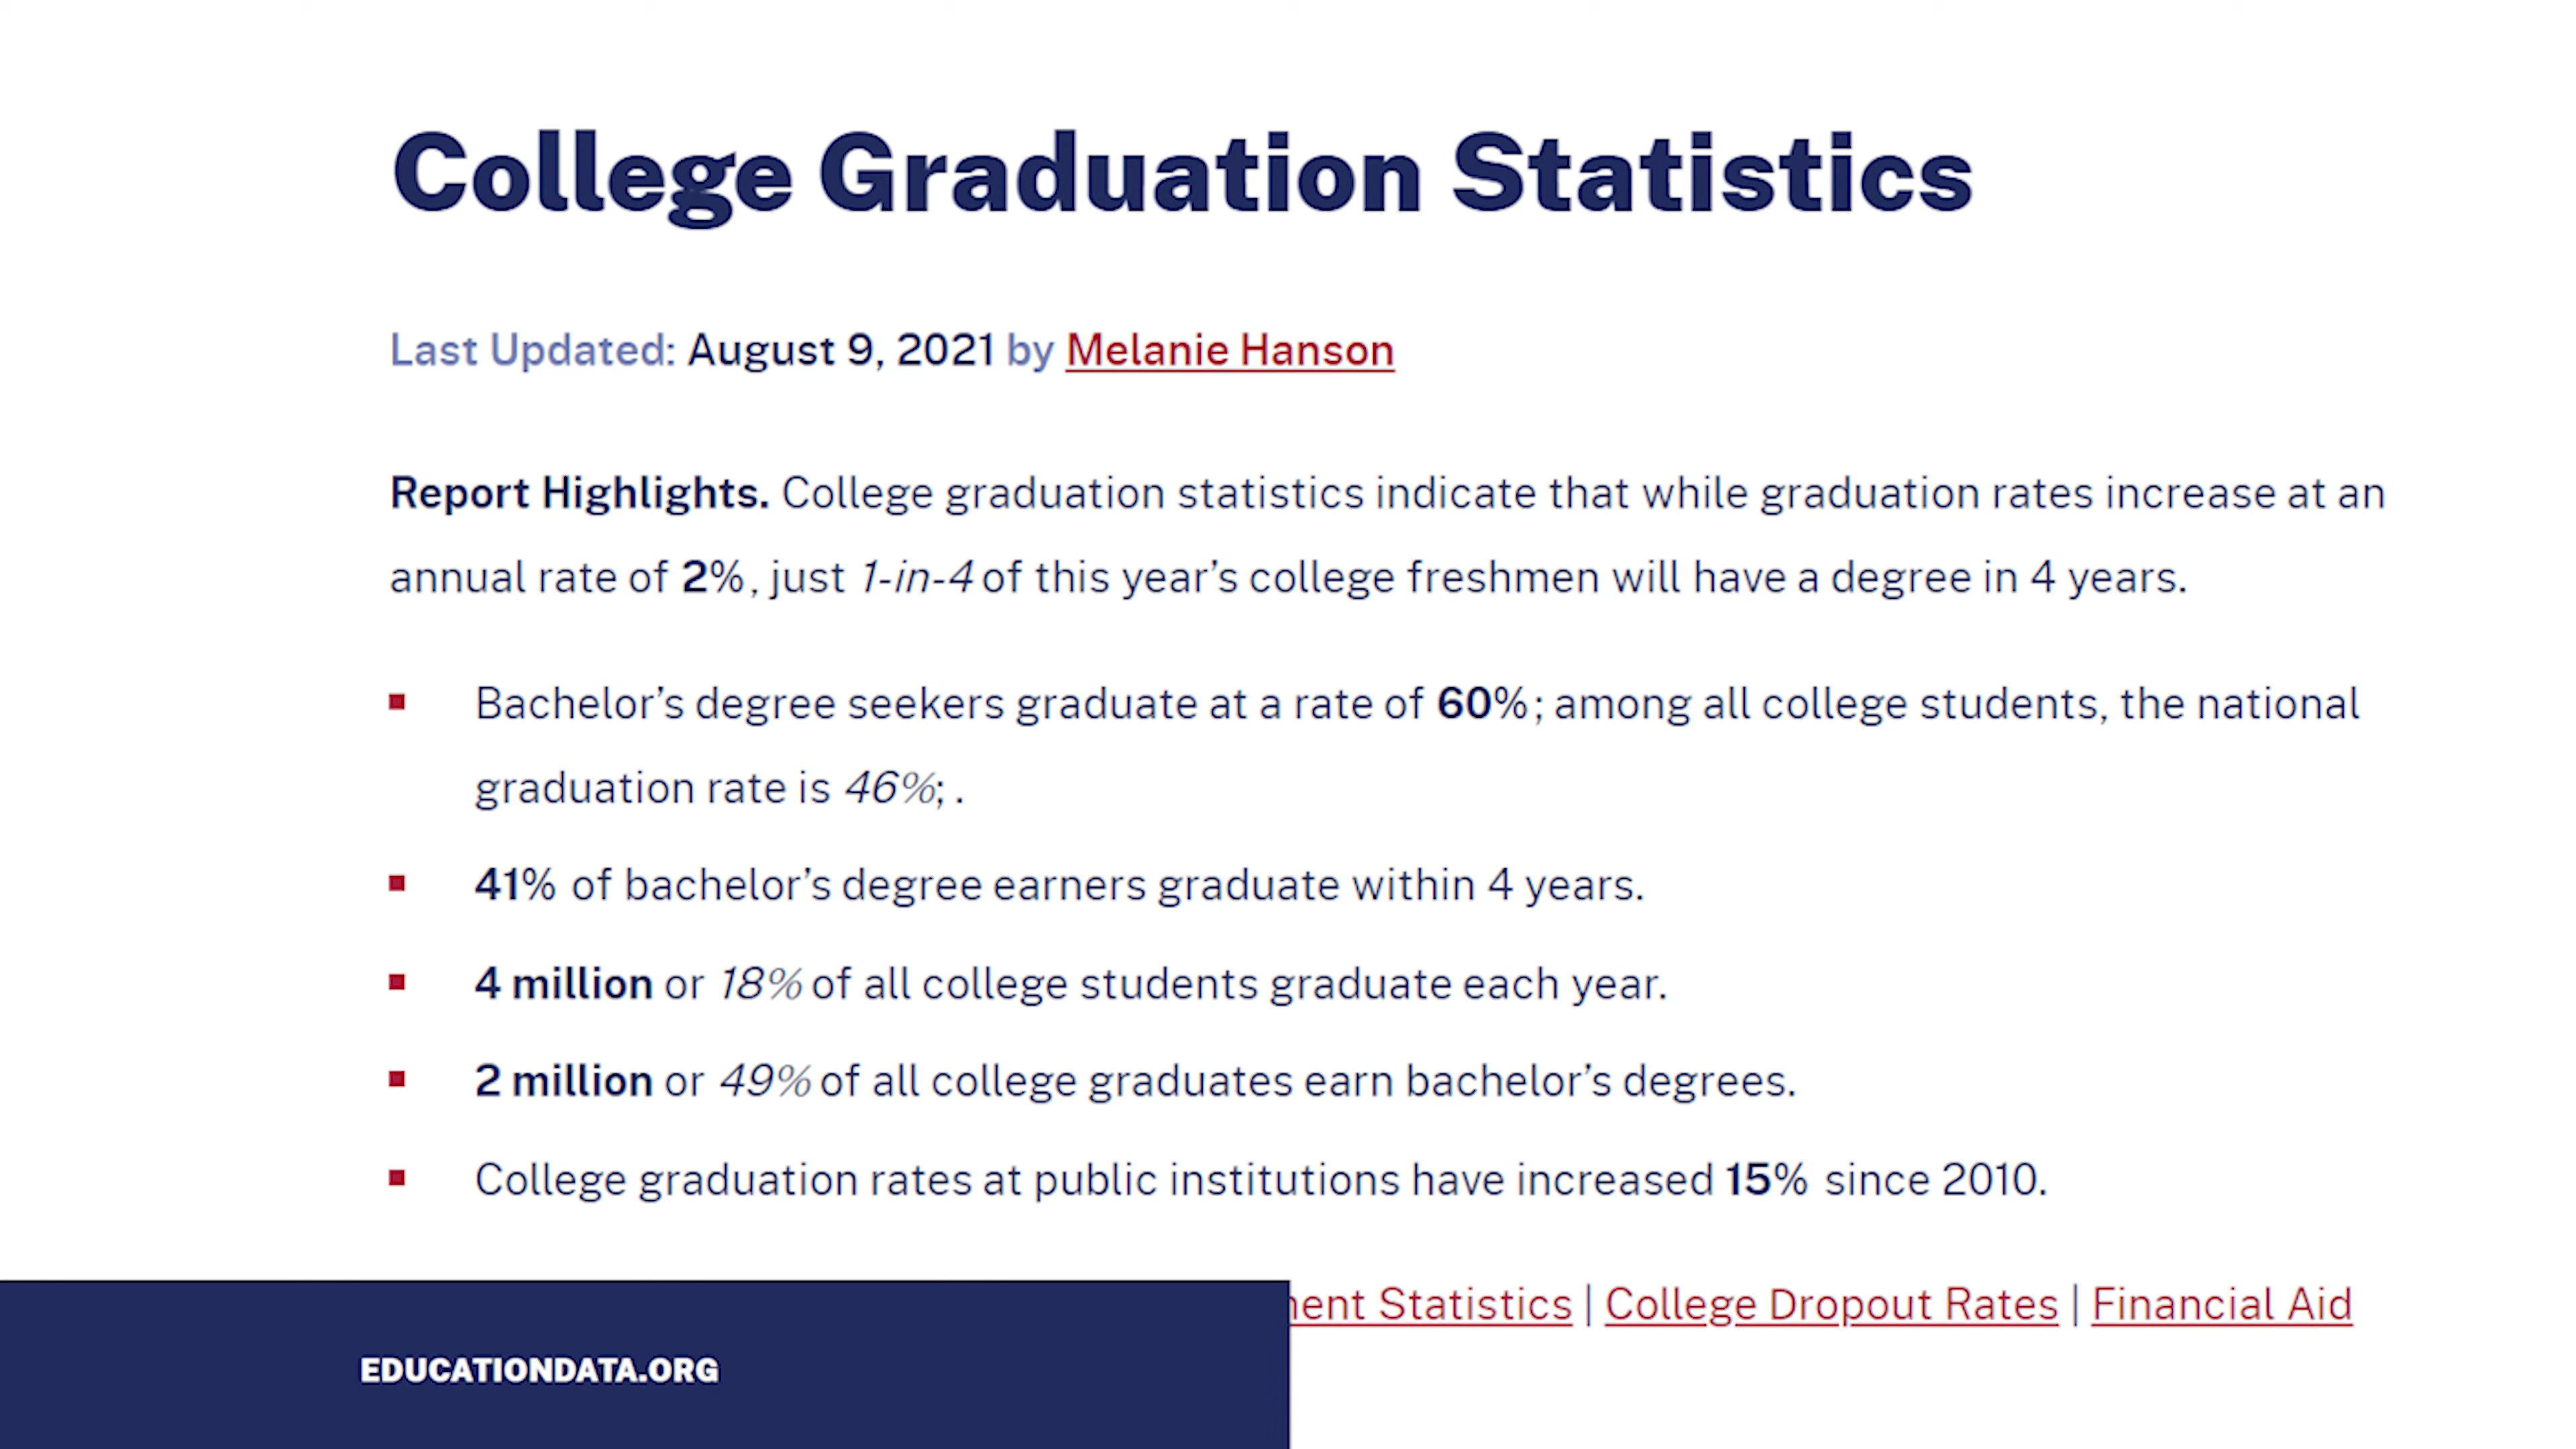 College Graduation Statistics
Last Updated: August 9, 2021 by Melanie Hanson
Report Highlights. College graduation statistics indicate that while graduation rates increase at an
annual rate of 2%, just 1-in-4 of this year's college freshmen will have a degree in 4 years.
Bachelor's degree seekers graduate at a rate of 60%; among all college students, the national
graduation rate is 46%; .
41% of bachelor's degree earners graduate within 4 years.
4 million or 18% of all college students graduate each year.
2 million or 49% of all college graduates earn bachelor's degrees.
College graduation rates at public institutions have increased 15% since 2010.
Statistics | College Dropout Rates | Financial Aid
EDUCATIONDATA.ORG